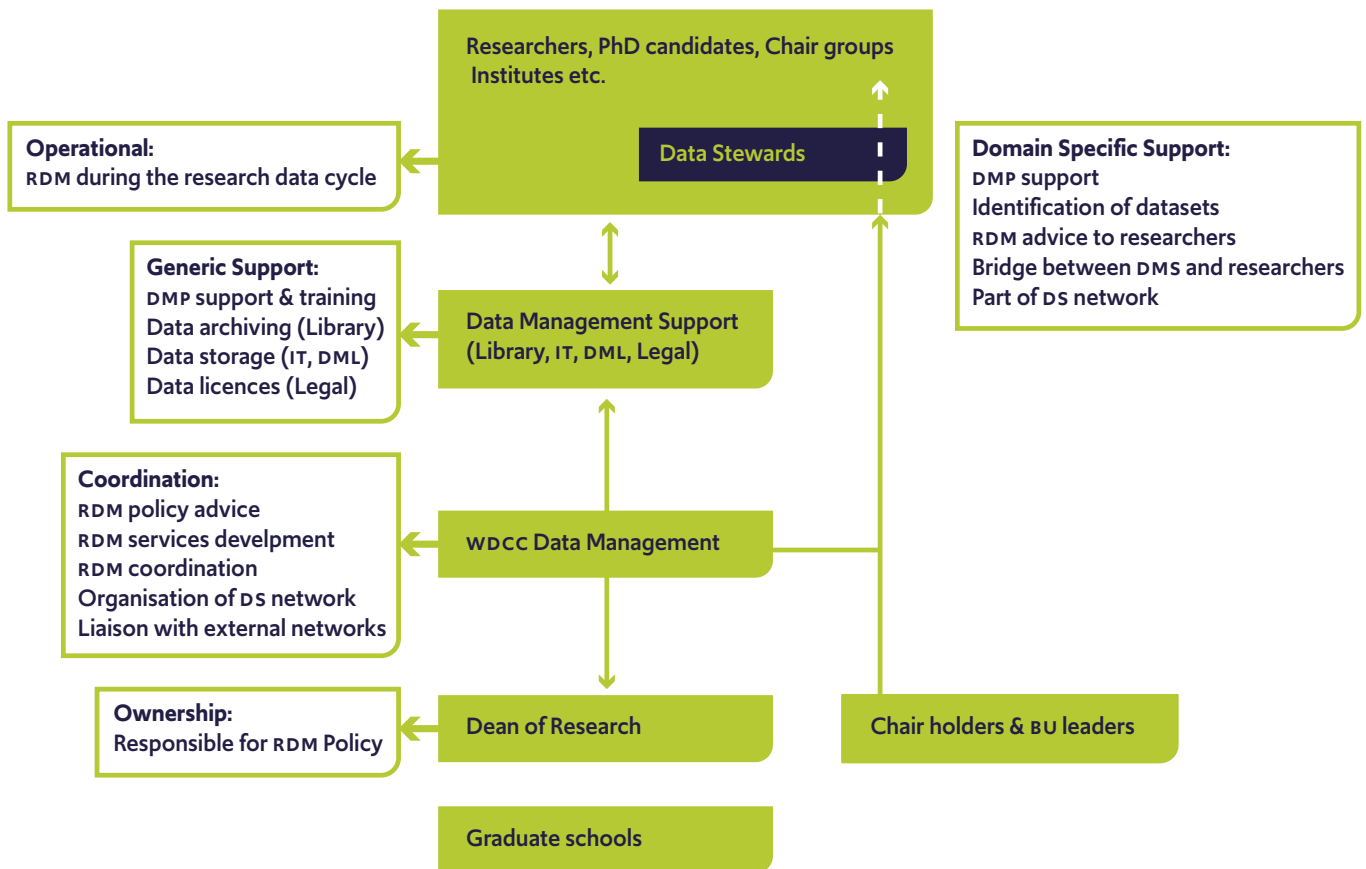 Researchers, PhD candidates, Chair groups
Institutes etc.
Data Stewards
Operational:
RDM during the research data cycle
Domain Specific Support:
DMP support
Identification of datasets
RDM advice to researchers
Bridge between DMS and researchers
Part of DS network
Generic Support:
DMP support & training
Data archiving (Library)
Data storage (IT, DML)
Data licences (Legal)
Data Management Support
(Library, IT, DML, Legal)
Coordination:
RDM policy advice
RDM services develpment
RDM coordination
Organisation of DS network
Liaison with external networks
WDCC Data Management
Ownership:
Responsible for RDM Policy
Dean of Research
Chair holders & BU leaders
Graduate schools